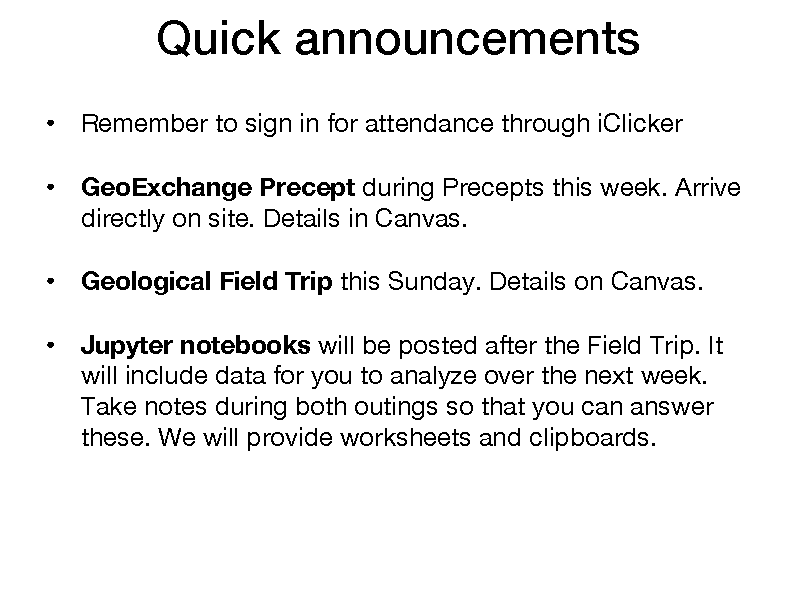 Quick announcements
• Remember to sign in for attendance through iClicker
• GeoExchange Precept during Precepts this week. Arrive
directly on site. Details in Canvas.
• Geological Field Trip this Sunday. Details on Canvas.
• Jupyter notebooks will be posted after the Field Trip. It
will include data for you to analyze over the next week.
Take notes during both outings so that you can answer
these. We will provide worksheets and clipboards.